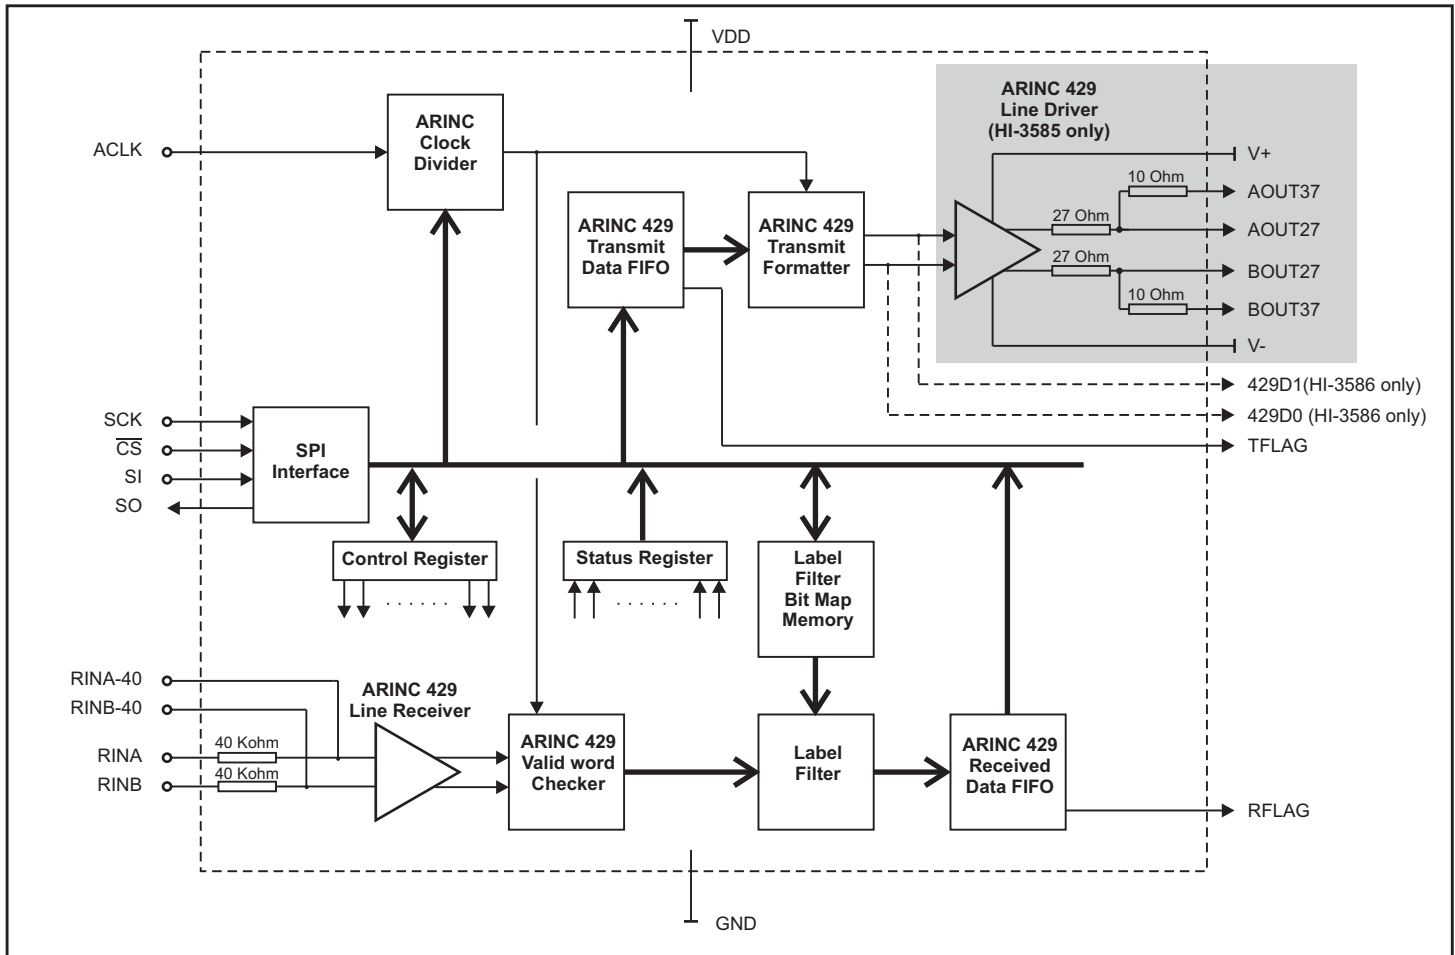 VDD
ARINC 429
Line Driver
(HI-3585 only)
ARINC
Clock
Divider
ACLK
V+
10 Ohm
AOUT37
ARINC 429
Transmit
Data FIFO
ARINC 429
Transmit
Formatter
27 Ohm
AOUT27
27 Ohm
BOUT27
10 Ohm
BOUT37
V-
429D1(HI-3586 only)
429D0 (HI-3586 only)
TFLAG
SCK
CS
SI
SO
SPI
Interface
Control Register
. . . . . . .
Status Register
. . . . . . .
Label
Filter
Bit Map
Memory
RINA-40
RINB-40
ARINC 429
Line Receiver
RINA
40 Kohm
RINB
40 Kohm
ARINC 429
Valid word
Checker
Label
Filter
ARINC 429
Received
Data FIFO
RFLAG
GND